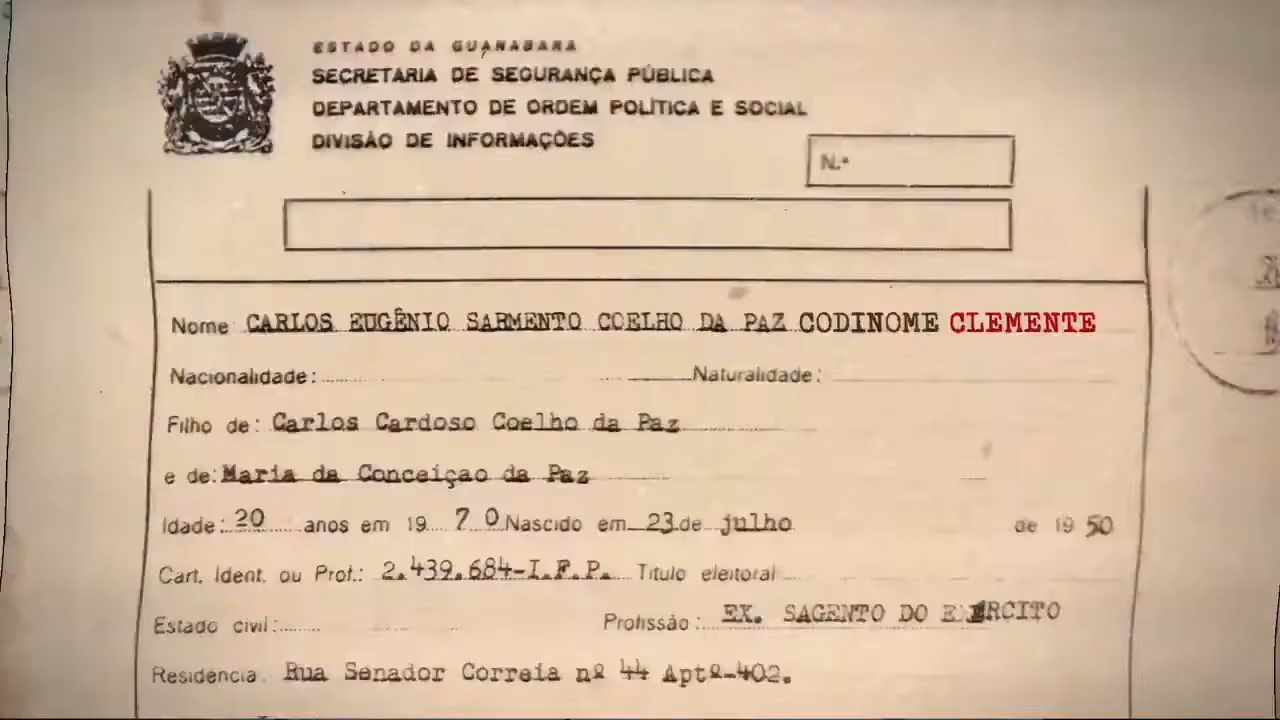 ESTADO DA GUANABARA
SECRETARIA DE SEGURANÇA PÚBLICA
DEPARTAMENTO DE ORDEM POLÍTICA E SOCIAL
DIVISÃO DE INFORMAÇÕES
N.º
Nome CARLOS EUGÊNIO SARMENTO COELHO DA PAZ CODINOME CLEMENTE
Nacionalidade: Naturalidade:
Filho de: Carlos Cardoso Coelho da Paz
e de: Maria da Conceiçao da Paz
Idade: 20 anos em 19 70 Nascido em 23 de julho de 19 50
Cart. Ident. ou Prof.: 2.439.684-I.F.P. Título eleitoral
Estado civil: Profissão: EX. SAGENTO DO EXÉRCITO
Residência Rua Senador Correia nº 44 Aptº-402.